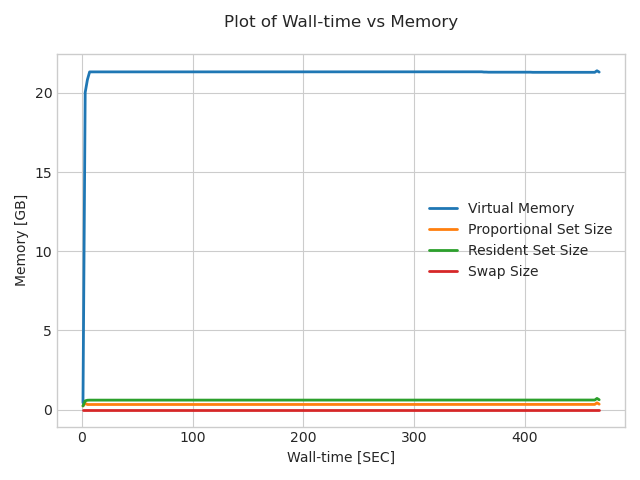 Plot of Wall-time vs Memory
Memory [GB]
20
15
10
5
0
Virtual Memory
Proportional Set Size
Resident Set Size
Swap Size
0 100 200 300 400
Wall-time [SEC]